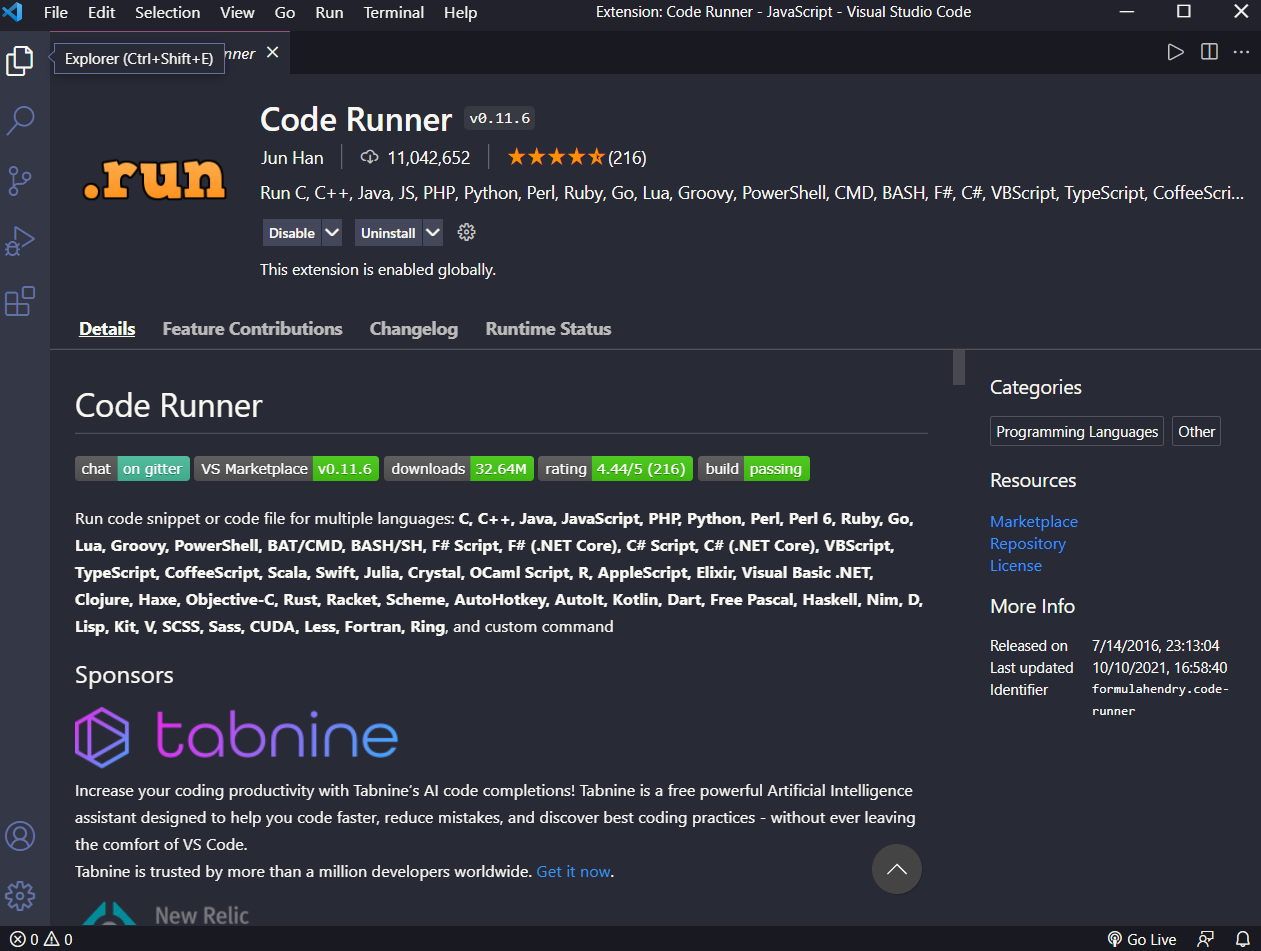 File Edit Selection View Go Run Terminal Help
Extension: Code Runner - JavaScript - Visual Studio Code
Explorer (Ctrl+Shift+E)
nner
.run
Code Runner v0.11.6
Jun Han 11,042,652 (216)
Run C, C++, Java, JS, PHP, Python, Perl, Ruby, Go, Lua, Groovy, PowerShell, CMD, BASH, F#, C#, VBScript, TypeScript, CoffeeScri...
Disable Uninstall
This extension is enabled globally.
Details Feature Contributions Changelog Runtime Status
Code Runner
chat on gitter VS Marketplace v0.11.6 downloads 32.64M rating 4.44/5 (216) build passing
Run code snippet or code file for multiple languages: C, C++, Java, JavaScript, PHP, Python, Perl, Perl 6, Ruby, Go,
Lua, Groovy, PowerShell, BAT/CMD, BASH/SH, F# Script, F# (.NET Core), C# Script, C# (.NET Core), VBScript,
TypeScript, CoffeeScript, Scala, Swift, Julia, Crystal, OCaml Script, R, AppleScript, Elixir, Visual Basic .NET,
Clojure, Haxe, Objective-C, Rust, Racket, Scheme, AutoHotkey, AutoIt, Kotlin, Dart, Free Pascal, Haskell, Nim, D,
Lisp, Kit, V, SCSS, Sass, CUDA, Less, Fortran, Ring, and custom command
Sponsors
tabnine
Increase your coding productivity with Tabnine's AI code completions! Tabnine is a free powerful Artificial Intelligence
assistant designed to help you code faster, reduce mistakes, and discover best coding practices - without ever leaving
the comfort of VS Code.
Tabnine is trusted by more than a million developers worldwide. Get it now.
New Relic
Categories
Programming Languages Other
Resources
Marketplace
Repository
License
More Info
Released on 7/14/2016, 23:13:04
Last updated 10/10/2021, 16:58:40
Identifier formulahendry.code-
runner
0 0
Go Live